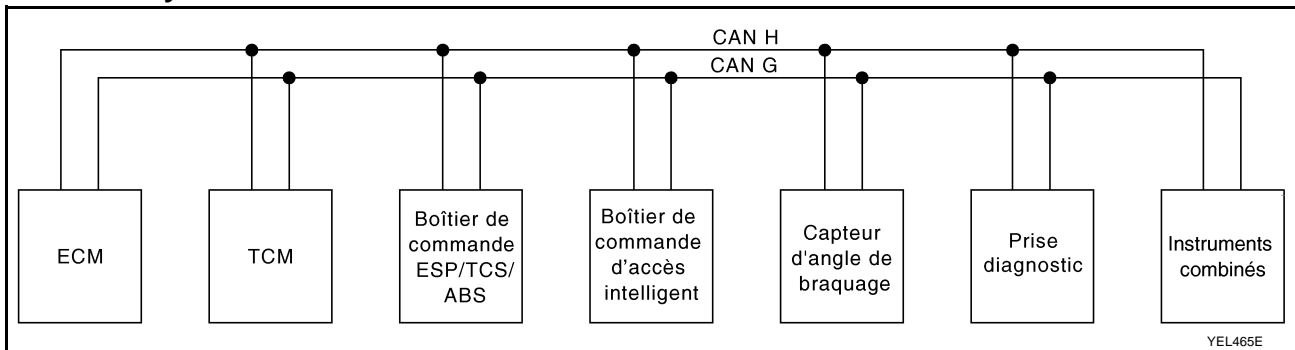 CAN H
CAN G
ECM
TCM
Boîtier de
commande
ESP/TCS/
ABS
Boîtier de
commande
d’accès
intelligent
Capteur
d'angle de
braquage
Prise
diagnostic
Instruments
combinés
YEL465E